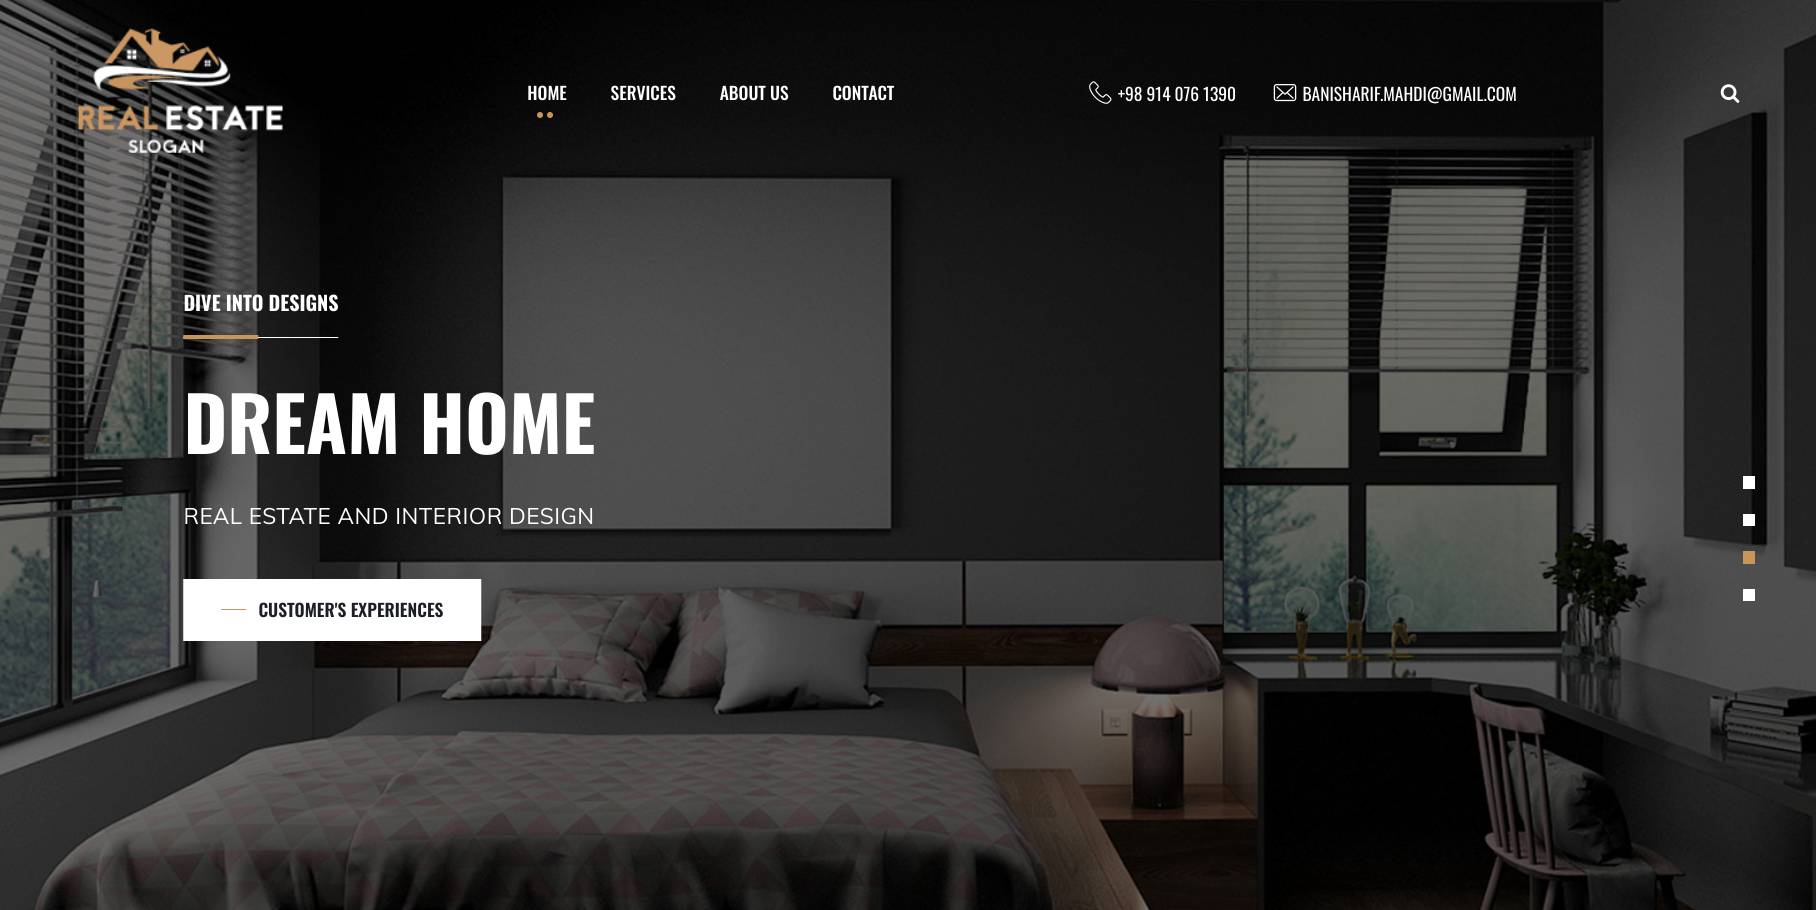 REAL ESTATE
SLOGAN
HOME
SERVICES
ABOUT US
CONTACT
+98 914 076 1390
BANISHARIF.MAHDI@GMAIL.COM
DIVE INTO DESIGNS
DREAM HOME
REAL ESTATE AND INTERIOR DESIGN
CUSTOMER'S EXPERIENCES